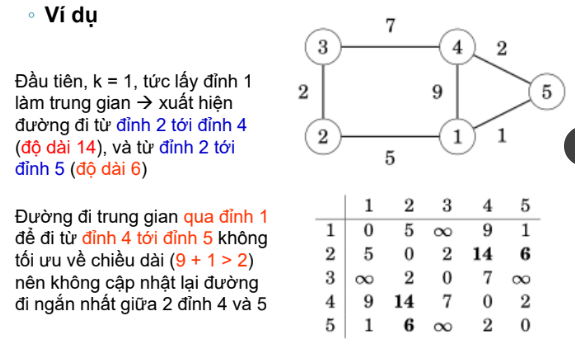 Ví dụ
Đầu tiên, k = 1, tức lấy đỉnh 1
làm trung gian → xuất hiện
đường đi từ đỉnh 2 tới đỉnh 4
(độ dài 14), và từ đỉnh 2 tới
đỉnh 5 (độ dài 6)
Đường đi trung gian qua đỉnh 1
để đi từ đỉnh 4 tới đỉnh 5 không
tối ưu về chiều dài (9 + 1 > 2)
nên không cập nhật lại đường
đi ngắn nhất giữa 2 đỉnh 4 và 5
7
3 4 2
2 9 5
2 1 1
5
1 2 3 4 5
1 0 5 ∞ 9 1
2 5 0 2 14 6
3 ∞ 2 0 7 ∞
4 9 14 7 0 2
5 1 6 ∞ 2 0